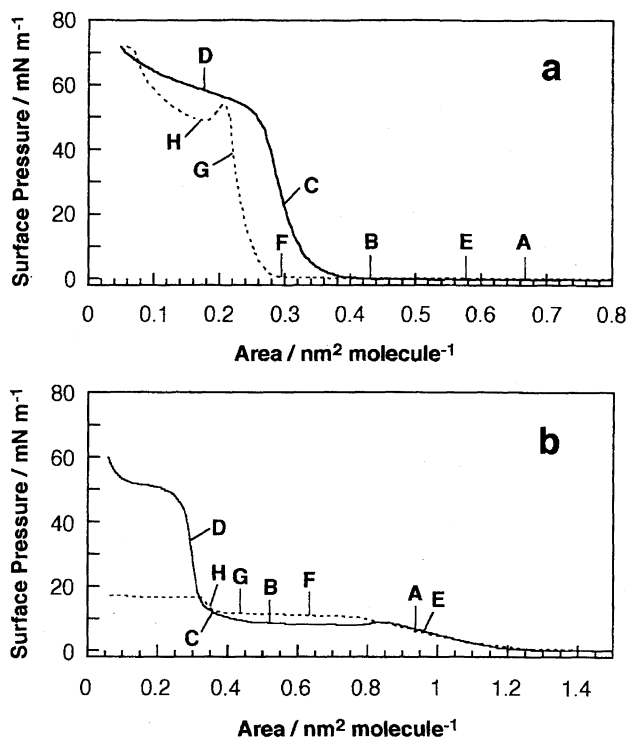 80
60
40
20
0
Surface Pressure / mN m-1
a
D
H
G
C
F
B
E
A
0 0.1 0.2 0.3 0.4 0.5 0.6 0.7 0.8
Area / nm2 molecule-1
80
60
40
20
0
Surface Pressure / mN m-1
b
D
H
G
B
F
A
E
C
0 0.2 0.4 0.6 0.8 1 1.2 1.4
Area / nm2 molecule-1